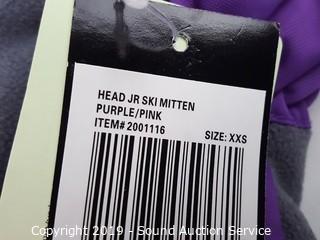 HEAD JR SKI MITTEN
PURPLE/PINK
ITEM# 2001116
SIZE: XXS
Copyright 2019 - Sound Auction Service